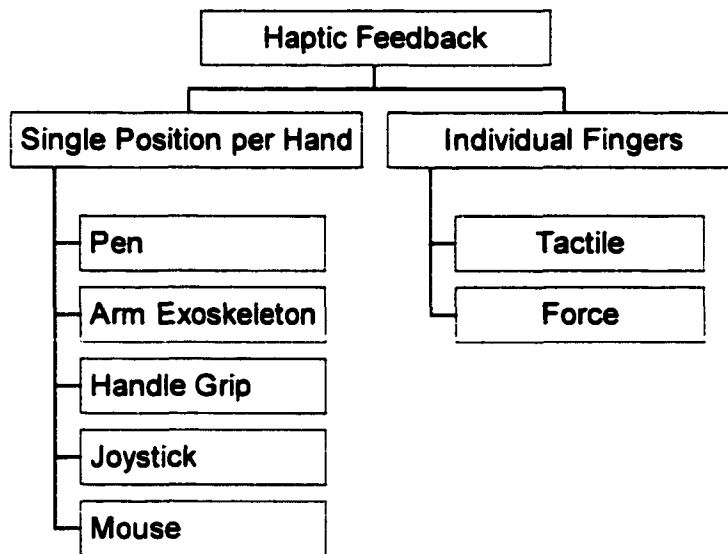 Haptic Feedback
Single Position per Hand
Individual Fingers
Pen
Arm Exoskeleton
Handle Grip
Joystick
Mouse
Tactile
Force